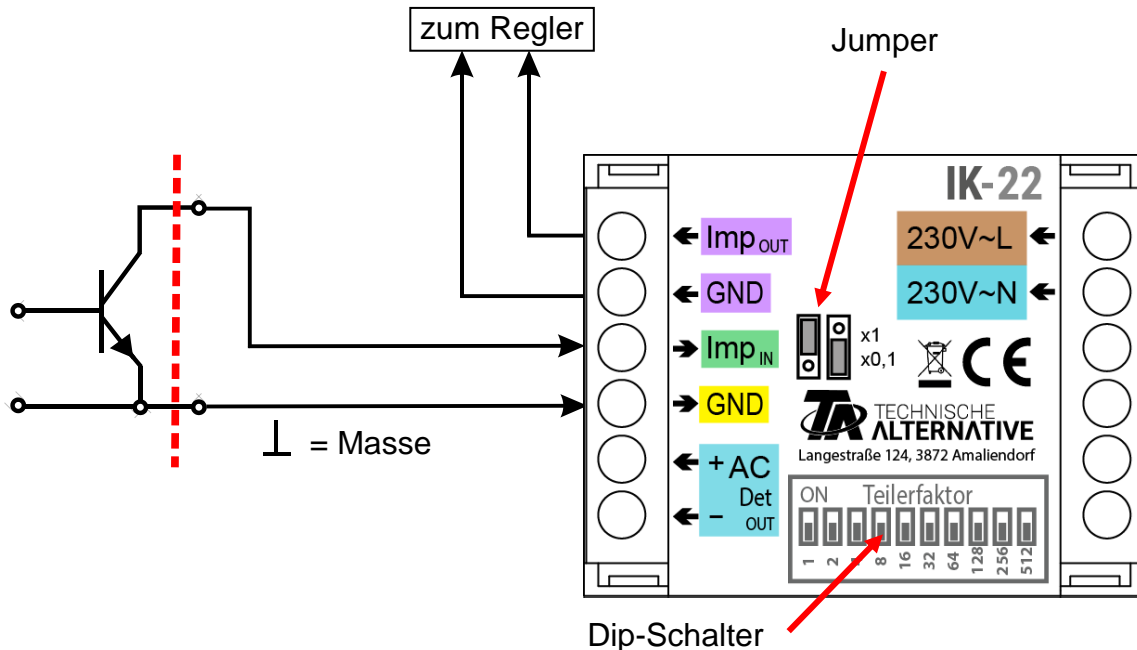 zum Regler
Jumper
IK-22
Imp OUT
230V~L
GND
230V~N
Imp IN
x1
x0,1
CE
GND
TA TECHNISCHE
ALTERNATIVE
Langestraße 124, 3872 Amaliendorf
⊥ = Masse
+ AC
Det
− OUT
ON Teilerfaktor
1 2 8 16 32 64 128 256 512
Dip-Schalter